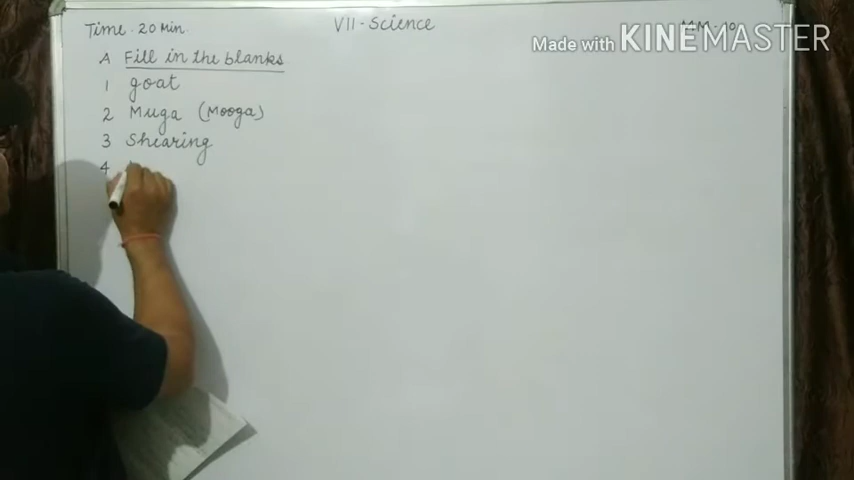 Time. 20 Min.
VII - Science
Made with KINEMASTER
A Fill in the blanks
1 goat
2 Muga (Mooga)
3 Shearing
4